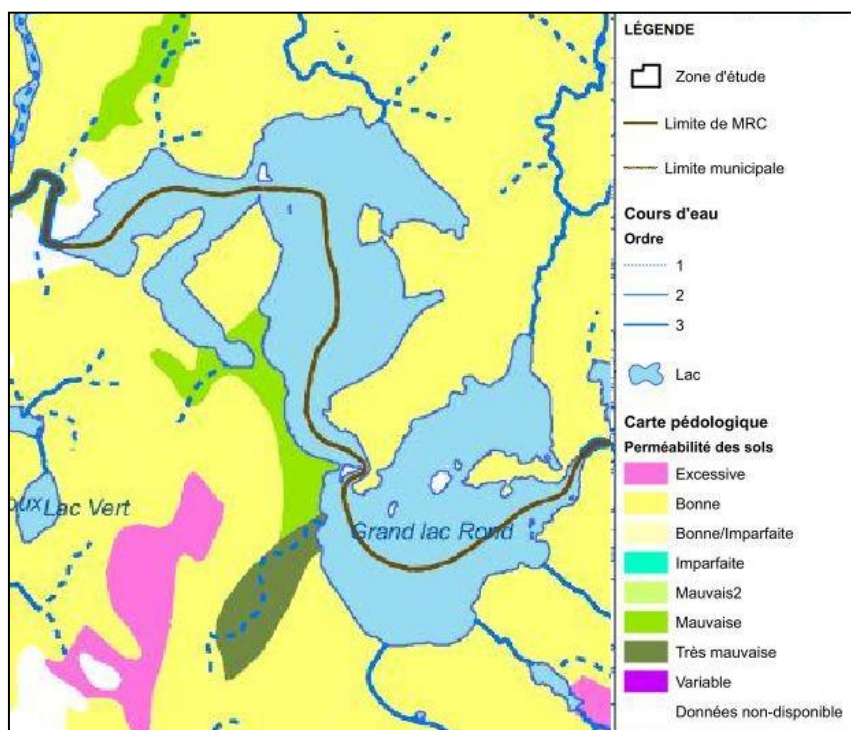 LÉGENDE
Zone d'étude
Limite de MRC
Limite municipale
Cours d'eau
Ordre
1
2
3
Lac
Carte pédologique
Perméabilité des sols
Excessive
Bonne
Bonne/Imparfaite
Imparfaite
Mauvais2
Mauvaise
Très mauvaise
Variable
Données non-disponible
Lac Vert
Grand lac Rond